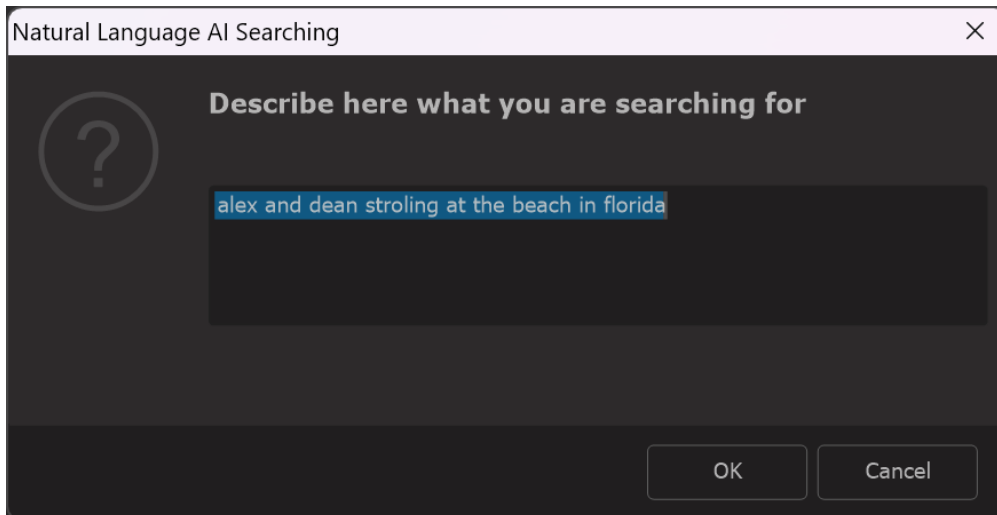 Natural Language AI Searching
Describe here what you are searching for
alex and dean stroling at the beach in florida
OK
Cancel